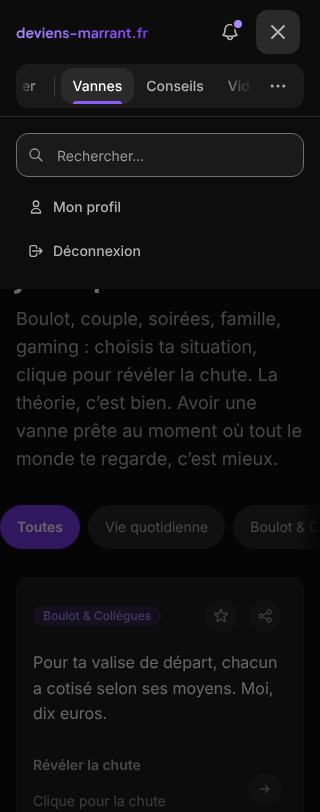 deviens-marrant.fr
er
Vannes
Conseils
Vid
Rechercher...
Mon profil
Déconnexion
Boulot, couple, soirées, famille,
gaming : choisis ta situation,
clique pour révéler la chute. La
théorie, c'est bien. Avoir une
vanne prête au moment où tout le
monde te regarde, c'est mieux.
Toutes
Vie quotidienne
Boulot & C
Boulot & Collègues
Pour ta valise de départ, chacun
a cotisé selon ses moyens. Moi,
dix euros.
Révéler la chute
Clique pour la chute